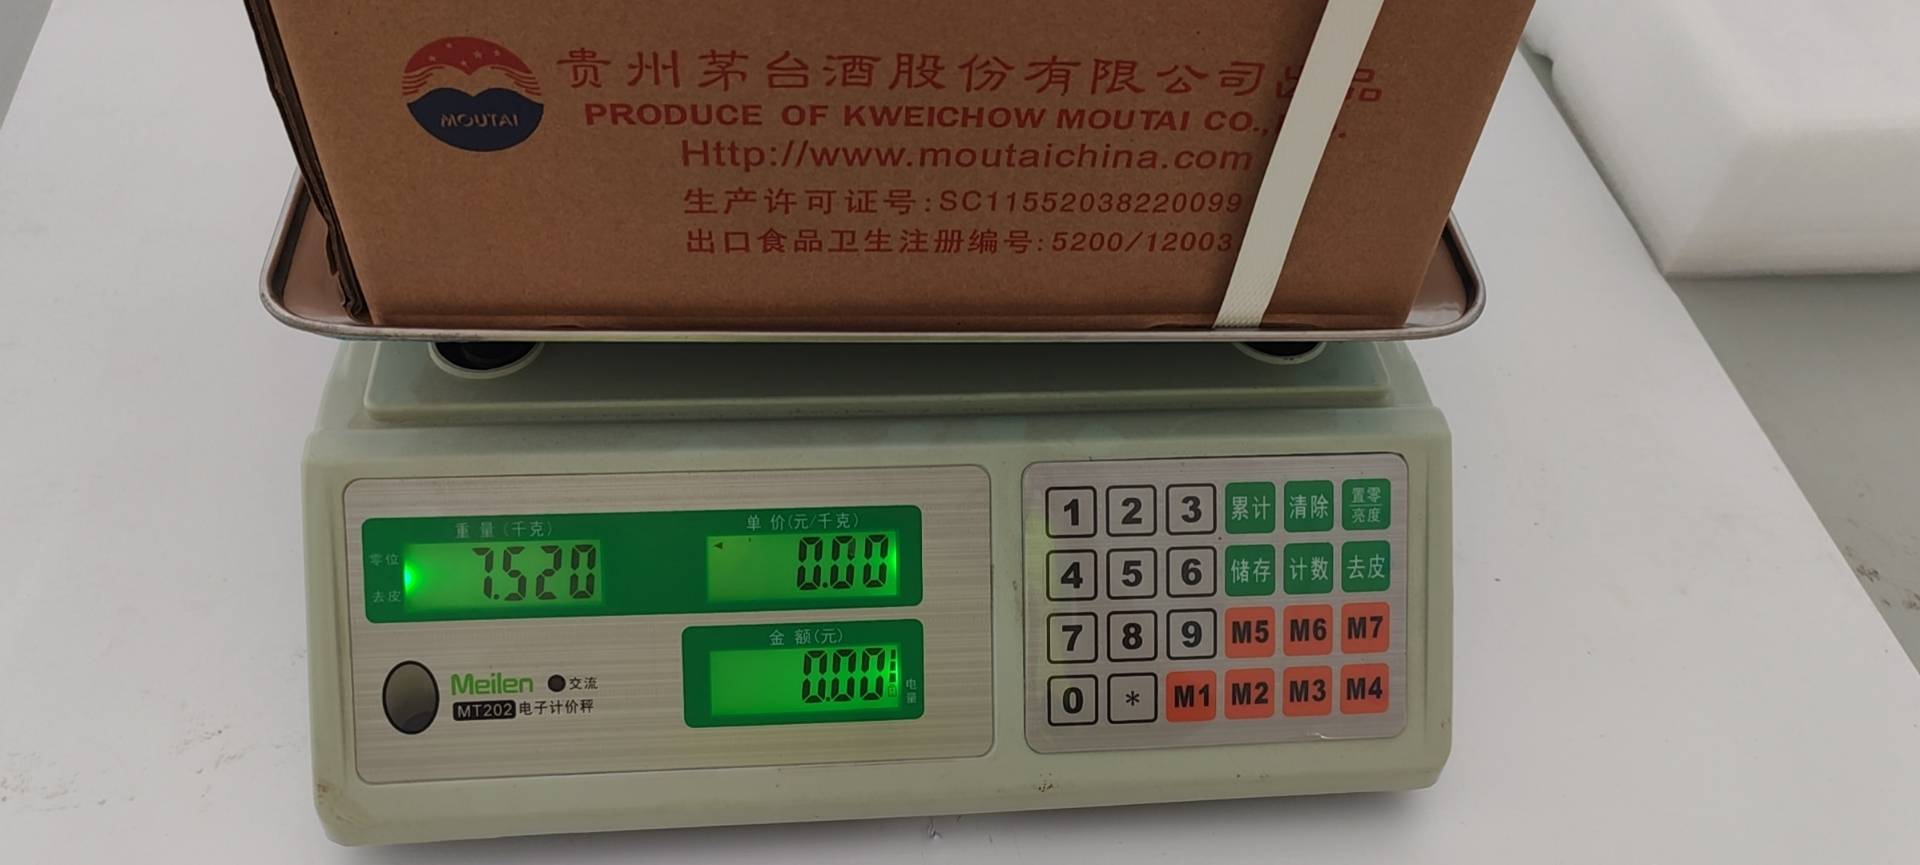 MOUTAI
贵州茅台酒股份有限公司出品
PRODUCE OF KWEICHOW MOUTAI CO.,
Http://www.moutaichina.com
生产许可证号:SC11552038220099
出口食品卫生注册编号:5200/12003
重量(千克)
单价(元/千克)
零位
去皮
7.520
0.00
金额(元)
0.00
电量
Meilen
交流
MT202 电子计价秤
1 2 3 累计 清除 置零 亮度
4 5 6 储存 计数 去皮
7 8 9 M5 M6 M7
0 * M1 M2 M3 M4